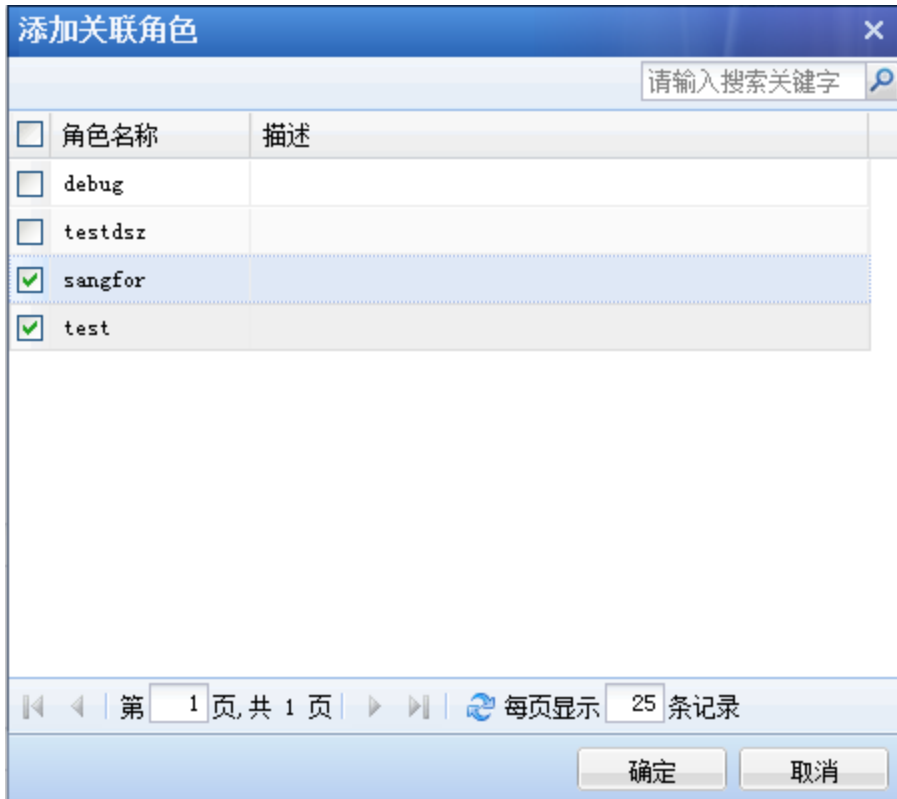 添加关联角色
请输入搜索关键字
角色名称 描述
debug
testdsz
sangfor
test
第 1 页,共 1 页 每页显示 25 条记录
确定 取消